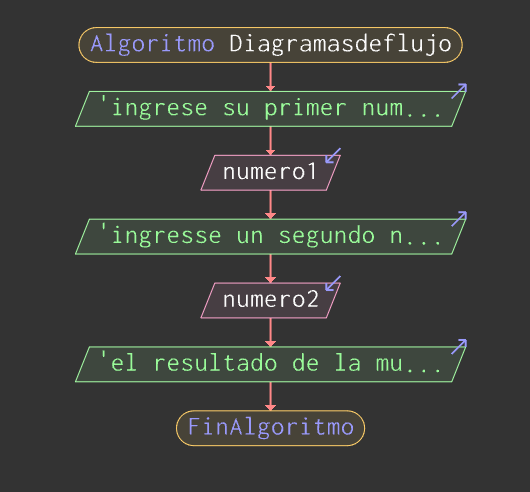 Algoritmo Diagramasdeflujo
'ingrese su primer num...
numero1
'ingresse un segundo n...
numero2
'el resultado de la mu...
FinAlgoritmo